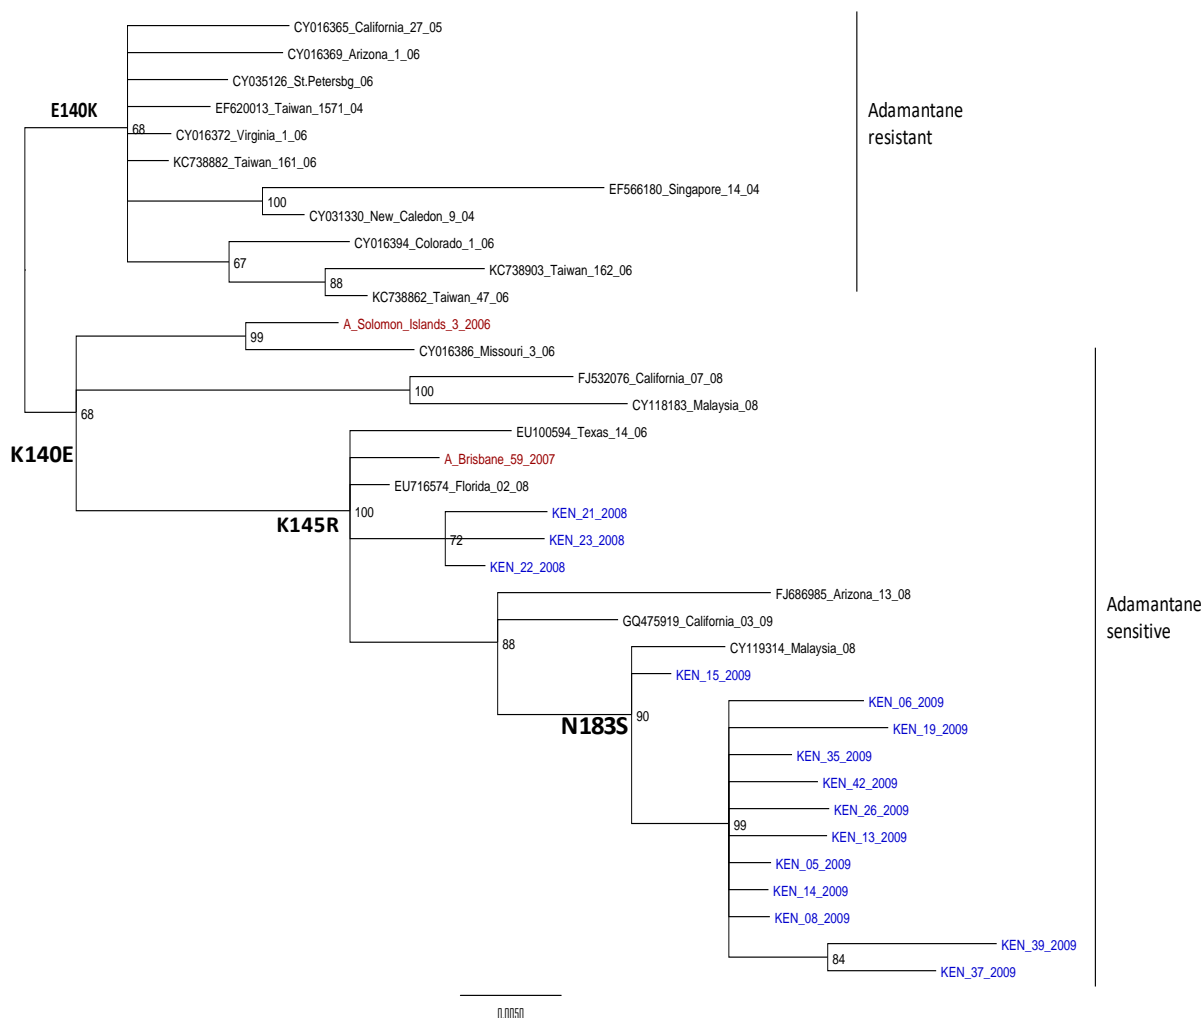 CY016365_California_27_05
CY016369_Arizona_1_06
CY035126_St.Petersbg_06
E140K
EF620013_Taiwan_1571_04
Adamantane
resistant
68
CY016372_Virginia_1_06
KC738882_Taiwan_161_06
EF566180_Singapore_14_04
100
CY031330_New_Caledon_9_04
CY016394_Colorado_1_06
67
KC738903_Taiwan_162_06
88
KC738862_Taiwan_47_06
A_Solomon_Islands_3_2006
99
CY016386_Missouri_3_06
FJ532076_California_07_08
100
CY118183_Malaysia_08
68
K140E
EU100594_Texas_14_06
A_Brisbane_59_2007
EU716574_Florida_02_08
100
K145R
KEN_21_2008
72
KEN_23_2008
KEN_22_2008
FJ686985_Arizona_13_08
Adamantane
sensitive
GQ475919_California_03_09
88
CY119314_Malaysia_08
KEN_15_2009
90
N183S
KEN_06_2009
KEN_19_2009
KEN_35_2009
KEN_42_2009
KEN_26_2009
99
KEN_13_2009
KEN_05_2009
KEN_14_2009
KEN_08_2009
KEN_39_2009
84
KEN_37_2009
0.0050